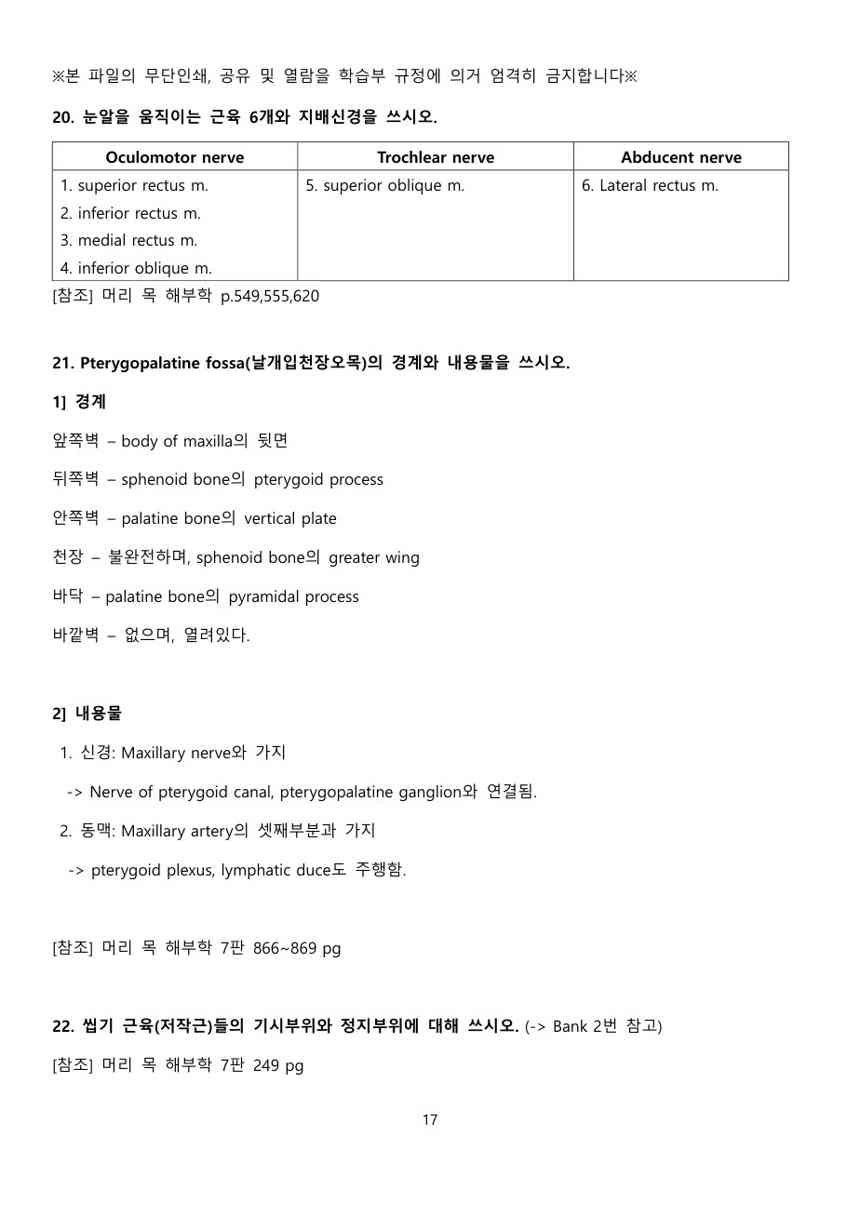 ※본 파일의 무단인쇄, 공유 및 열람을 학습부 규정에 의거 엄격히 금지합니다※
20. 눈알을 움직이는 근육 6개와 지배신경을 쓰시오.
Oculomotor nerve Trochlear nerve Abducent nerve
1. superior rectus m. 5. superior oblique m. 6. Lateral rectus m.
2. inferior rectus m.
3. medial rectus m.
4. inferior oblique m.
[참조] 머리 목 해부학 p.549,555,620
21. Pterygopalatine fossa(날개입천장오목)의 경계와 내용물을 쓰시오.
1] 경계
앞쪽벽 – body of maxilla의 뒷면
뒤쪽벽 – sphenoid bone의 pterygoid process
안쪽벽 – palatine bone의 vertical plate
천장 – 불완전하며, sphenoid bone의 greater wing
바닥 – palatine bone의 pyramidal process
바깥벽 – 없으며, 열려있다.
2] 내용물
1. 신경: Maxillary nerve와 가지
-> Nerve of pterygoid canal, pterygopalatine ganglion와 연결됨.
2. 동맥: Maxillary artery의 셋째부분과 가지
-> pterygoid plexus, lymphatic duce도 주행함.
[참조] 머리 목 해부학 7판 866~869 pg
22. 씹기 근육(저작근)들의 기시부위와 정지부위에 대해 쓰시오. (-> Bank 2번 참고)
[참조] 머리 목 해부학 7판 249 pg
17